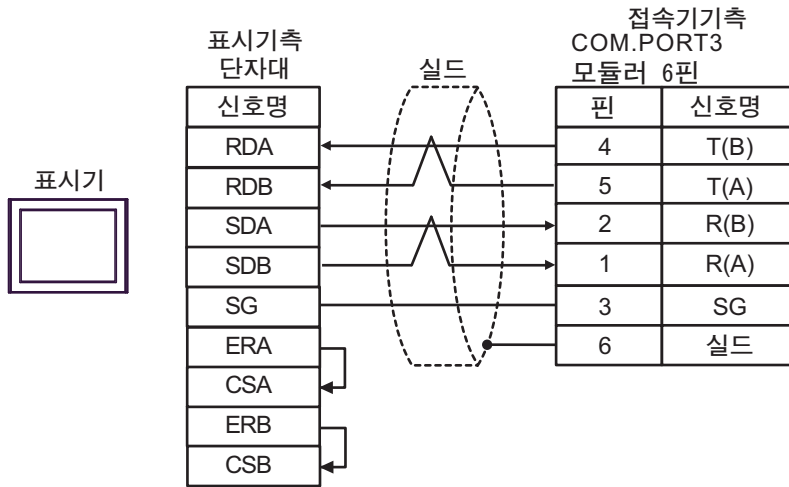 표시기
표시기측
단자대
신호명
RDA
RDB
SDA
SDB
SG
ERA
CSA
ERB
CSB
실드
접속기기측
COM.PORT3
모듈러 6핀
핀 신호명
4 T(B)
5 T(A)
2 R(B)
1 R(A)
3 SG
6 실드